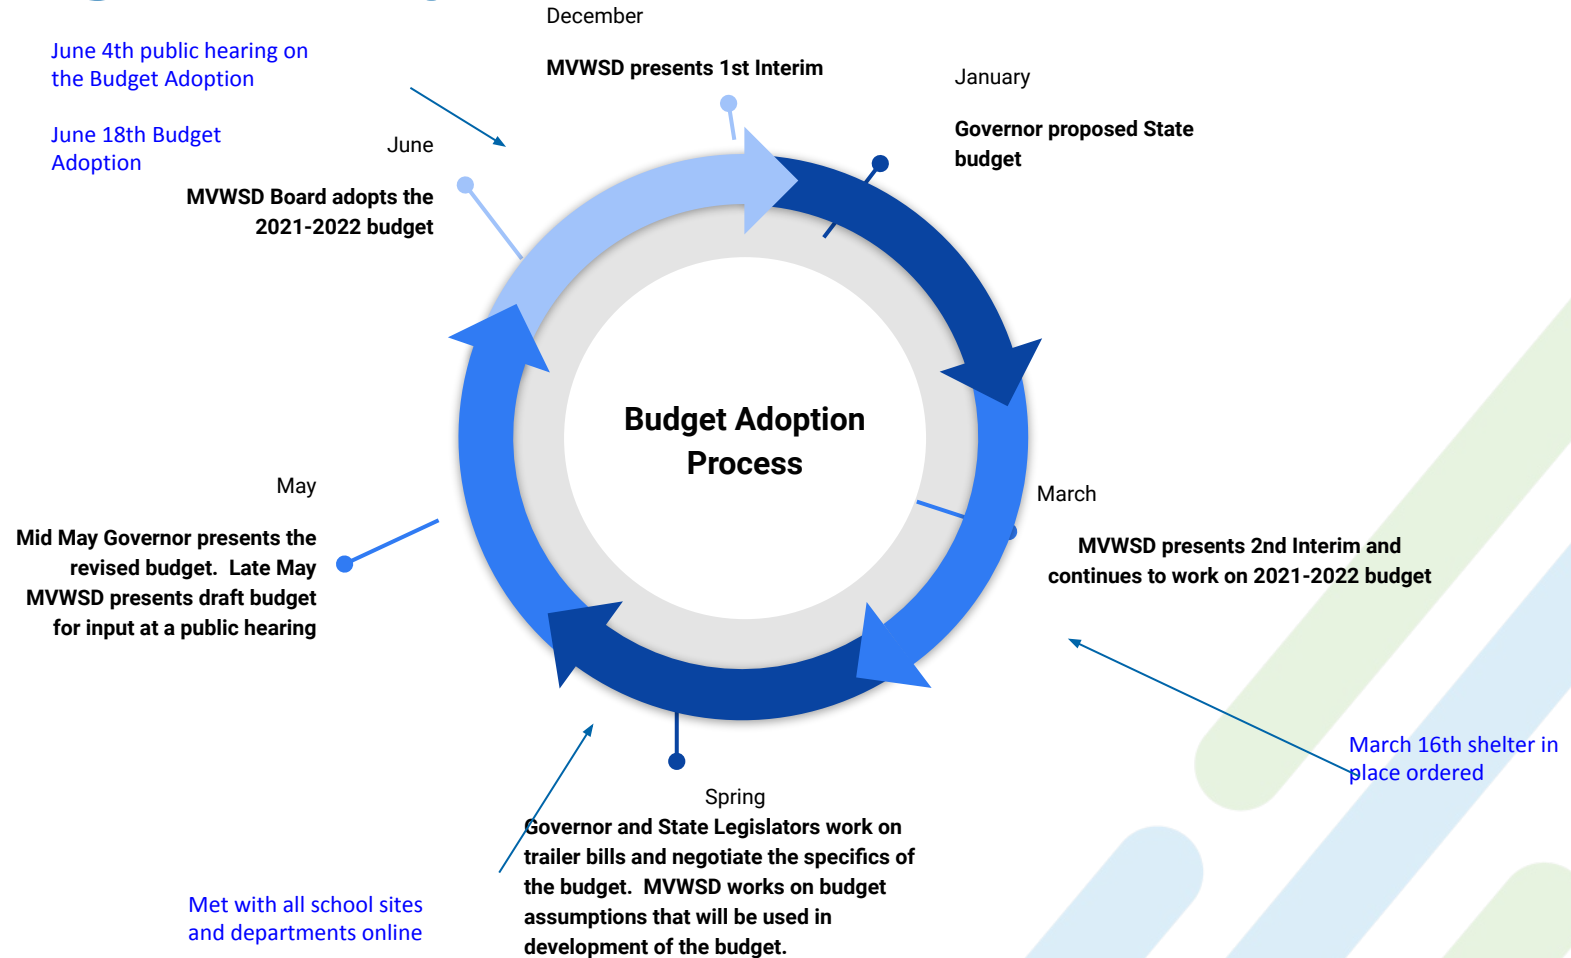 December
MVWSD presents 1st Interim
January
Governor proposed State
budget
June 4th public hearing on
the Budget Adoption
June 18th Budget
Adoption
June
MVWSD Board adopts the
2021-2022 budget
Budget Adoption
Process
March
MVWSD presents 2nd Interim and
continues to work on 2021-2022 budget
May
Mid May Governor presents the
revised budget. Late May
MVWSD presents draft budget
for input at a public hearing
March 16th shelter in
place ordered
Spring
Governor and State Legislators work on
trailer bills and negotiate the specifics of
the budget. MVWSD works on budget
assumptions that will be used in
development of the budget.
Met with all school sites
and departments online